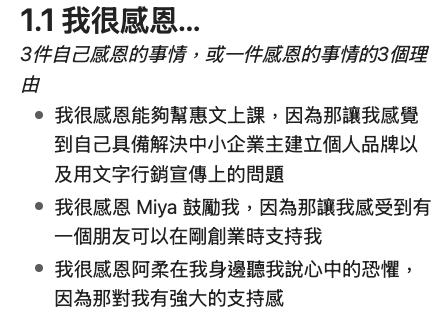 1.1 我很感恩...
3件自己感恩的事情，或一件感恩的事情的3個理
由
• 我很感恩能夠幫惠文上課，因為那讓我感覺
到自己具備解決中小企業主建立個人品牌以
及用文字行銷宣傳上的問題
• 我很感恩 Miya 鼓勵我，因為那讓我感受到有
一個朋友可以在剛創業時支持我
• 我很感恩阿柔在我身邊聽我說心中的恐懼，
因為那對我有強大的支持感